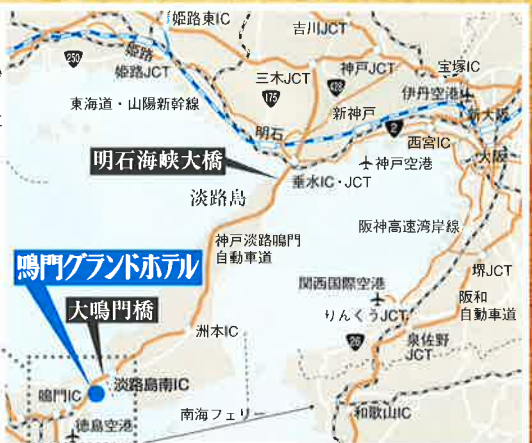 姫路東IC
吉川JCT
250
姫路
姫路JCT
三木JCT
175
428
神戸JCT
宝塚IC
伊丹空港
東海道・山陽新幹線
新神戸
新大阪
明石
2
西宮IC
大阪
明石海峡大橋
神戸空港
垂水IC・JCT
淡路島
阪神高速湾岸線
神戸淡路鳴門
自動車道
鳴門グランドホテル
関西国際空港
堺JCT
りんくうJCT
阪和
自動車道
大鳴門橋
洲本IC
26
泉佐野
JCT
淡路島南IC
鳴門IC
南海フェリー
和歌山IC
徳島空港